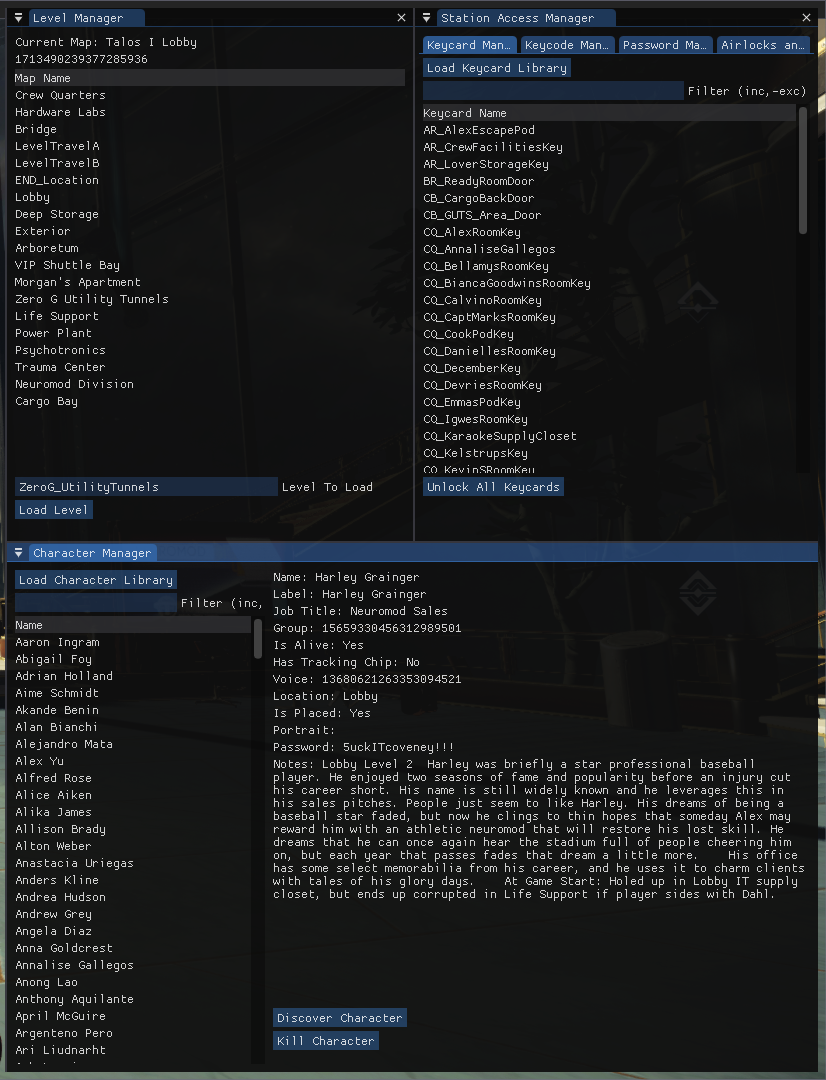 Level Manager
Current Map: Talos I Lobby
1713490239377285936
Map Name
Crew Quarters
Hardware Labs
Bridge
LevelTravelA
LevelTravelB
END_Location
Lobby
Deep Storage
Exterior
Arboretum
VIP Shuttle Bay
Morgan's Apartment
Zero G Utility Tunnels
Life Support
Power Plant
Psychotronics
Trauma Center
Neuromod Division
Cargo Bay
ZeroG_UtilityTunnels Level To Load
Load Level
Station Access Manager
Keycard Man… Keycode Man… Password Ma… Airlocks an…
Load Keycard Library
Filter (inc,-exc)
Keycard Name
AR_AlexEscapePod
AR_CrewFacilitiesKey
AR_LoverStorageKey
BR_ReadyRoomDoor
CB_CargoBackDoor
CB_GUTS_Area_Door
CQ_AlexRoomKey
CQ_AnnaliseGallegos
CQ_BellamysRoomKey
CQ_BiancaGoodwinsRoomKey
CQ_CalvinoRoomKey
CQ_CaptMarksRoomKey
CQ_CookPodKey
CQ_DaniellesRoomKey
CQ_DecemberKey
CQ_DevriesRoomKey
CQ_EmmasPodKey
CQ_IgwesRoomKey
CQ_KaraokeSupplyCloset
CQ_KelstrupsKey
CQ_KevinSRoomKey
Unlock All Keycards
Character Manager
Load Character Library
Filter (inc,
Name
Aaron Ingram
Abigail Foy
Adrian Holland
Aime Schmidt
Akande Benin
Alan Bianchi
Alejandro Mata
Alex Yu
Alfred Rose
Alice Aiken
Alika James
Allison Brady
Alton Weber
Anastacia Uriegas
Anders Kline
Andrea Hudson
Andrew Grey
Angela Diaz
Anna Goldcrest
Annalise Gallegos
Anong Lao
Anthony Aquilante
April McGuire
Argenteno Pero
Ari Liudnarht
Name: Harley Grainger
Label: Harley Grainger
Job Title: Neuromod Sales
Group: 15659330456312989501
Is Alive: Yes
Has Tracking Chip: No
Voice: 13680621263353094521
Location: Lobby
Is Placed: Yes
Portrait:
Password: 5uckITcoveney!!!
Notes: Lobby Level 2  Harley was briefly a star professional baseball
player. He enjoyed two seasons of fame and popularity before an injury cut
his career short. His name is still widely known and he leverages this in
his sales pitches. People just seem to like Harley. His dreams of being a
baseball star faded, but now he clings to thin hopes that someday Alex may
reward him with an athletic neuromod that will restore his lost skill. He
dreams that he can once again hear the stadium full of people cheering him
on, but each year that passes fades that dream a little more.    His office
has some select memorabilia from his career, and he uses it to charm clients
with tales of his glory days.    At Game Start: Holed up in Lobby IT supply
closet, but ends up corrupted in Life Support if player sides with Dahl.
Discover Character
Kill Character